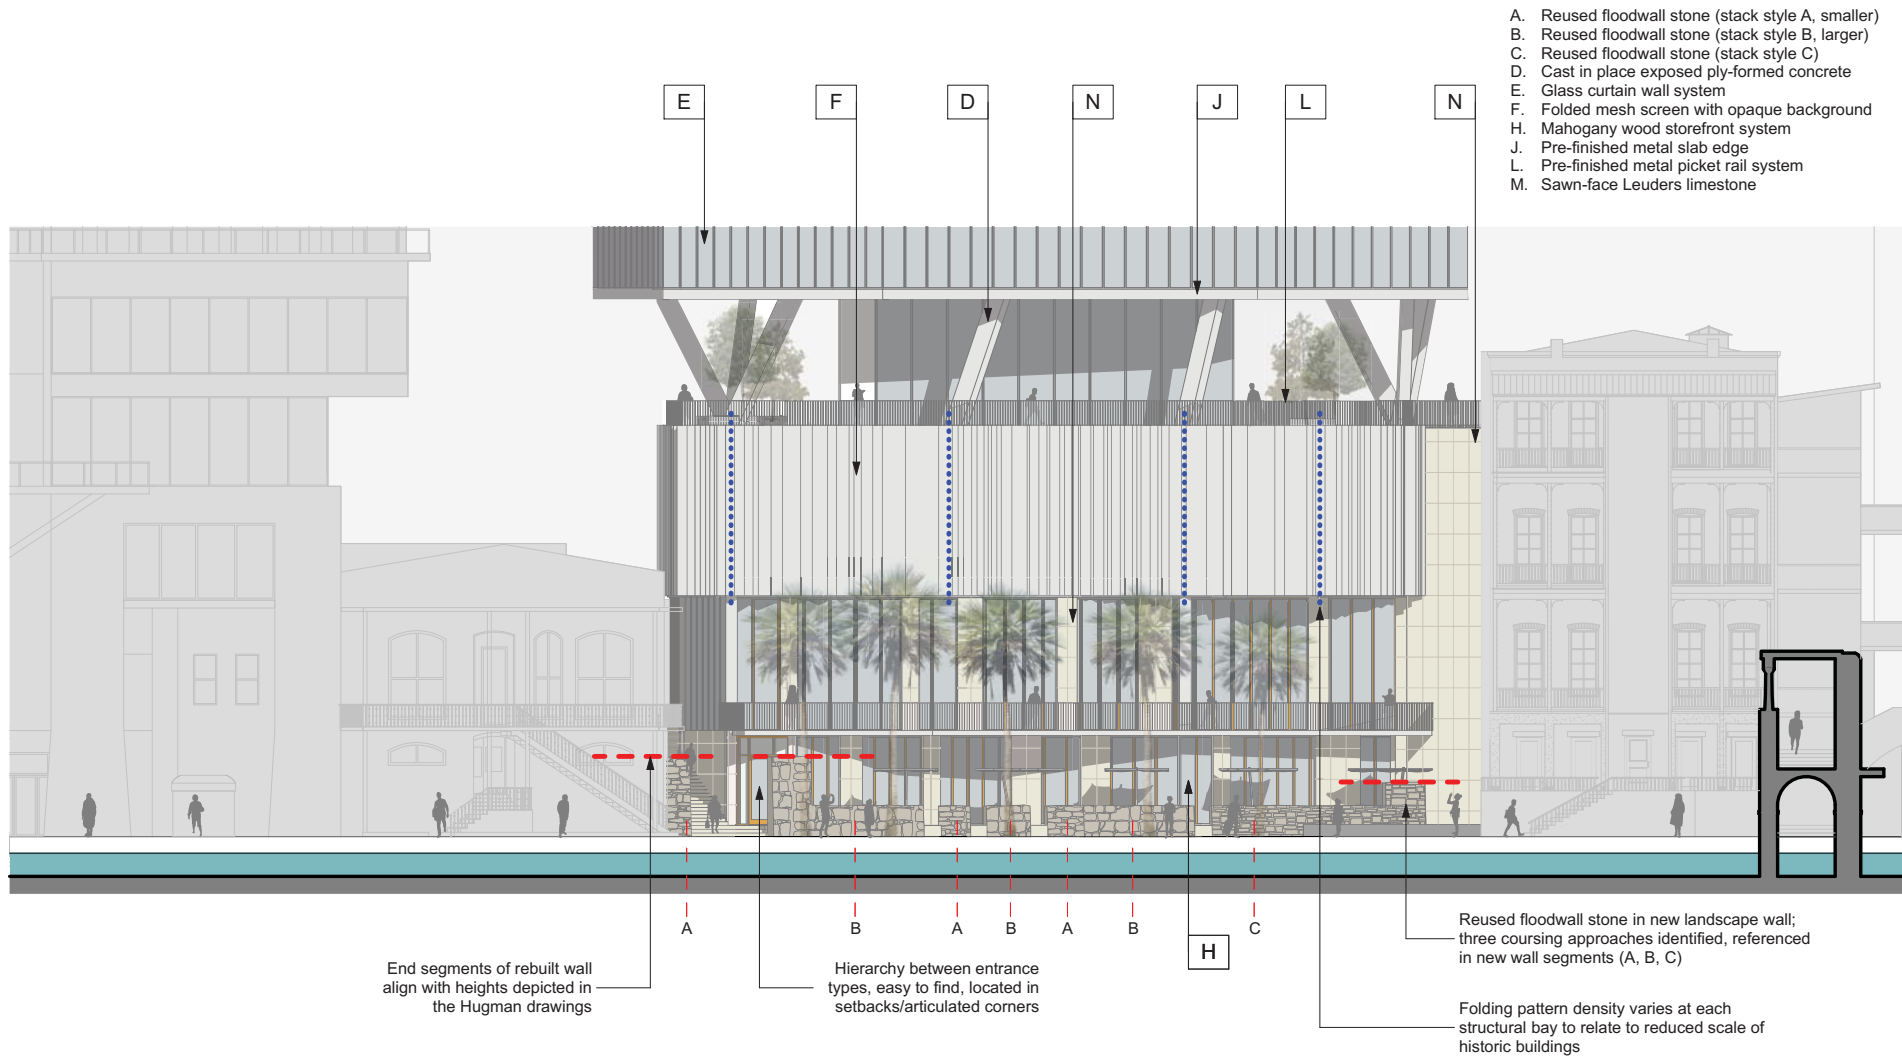 A. Reused floodwall stone (stack style A, smaller)
B. Reused floodwall stone (stack style B, larger)
C. Reused floodwall stone (stack style C)
D. Cast in place exposed ply-formed concrete
E. Glass curtain wall system
F. Folded mesh screen with opaque background
H. Mahogany wood storefront system
J. Pre-finished metal slab edge
L. Pre-finished metal picket rail system
M. Sawn-face Leuders limestone
E
F
D
N
J
L
N
A
B
A
B
A
B
C
H
End segments of rebuilt wall
align with heights depicted in
the Hugman drawings
Hierarchy between entrance
types, easy to find, located in
setbacks/articulated corners
Reused floodwall stone in new landscape wall;
three coursing approaches identified, referenced
in new wall segments (A, B, C)
Folding pattern density varies at each
structural bay to relate to reduced scale of
historic buildings